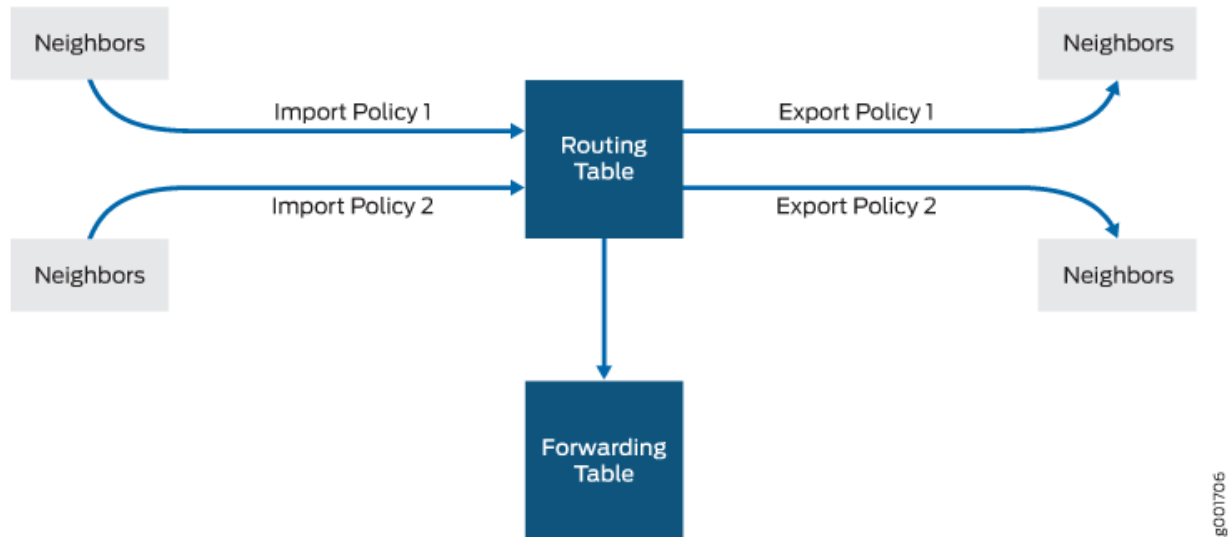 Neighbors
Neighbors
Import Policy 1
Export Policy 1
Routing
Table
Import Policy 2
Export Policy 2
Neighbors
Neighbors
Forwarding
Table
g001706